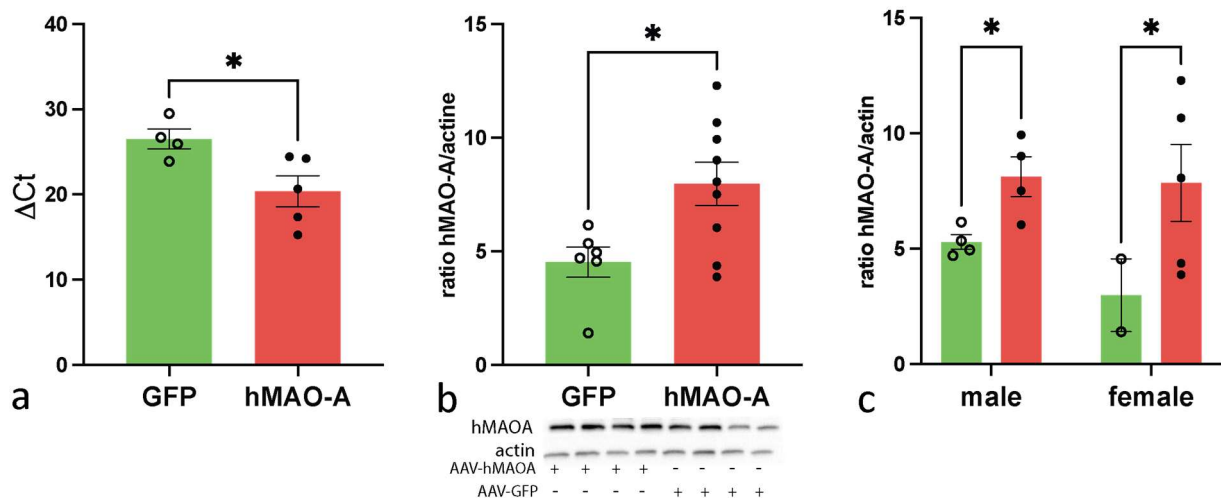 40
30
20
10
0
ΔCt
*
GFP hMAO-A
a
15
10
5
0
ratio hMAO-A/actine
*
GFP hMAO-A
b
hMAOA
actin
AAV-hMAOA + + + + - - - -
AAV-GFP - - - - + + + +
15
10
5
0
ratio hMAO-A/actin
* *
male female
c